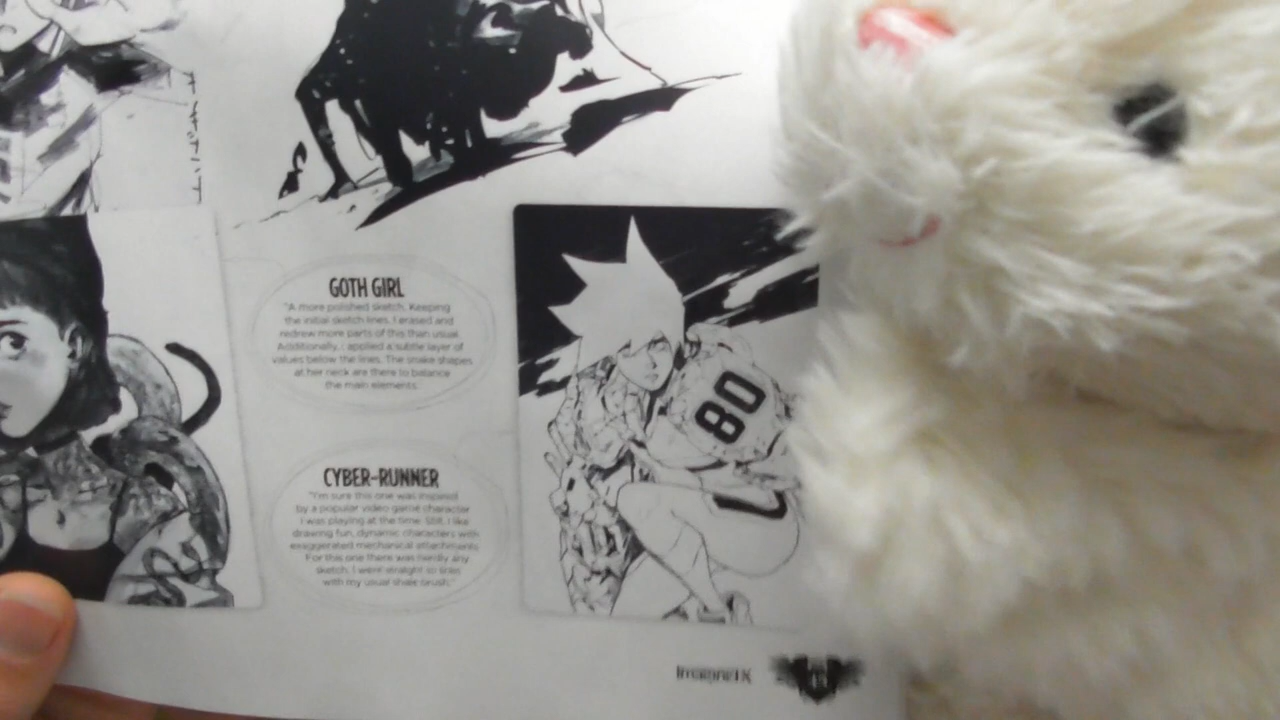 GOTH GIRL
"A more polished sketch. Keeping
the initial sketch lines, I erased and
redrew more parts of this than usual.
Additionally, I applied a subtle layer of
values below the lines. The snake shapes
at her neck are there to balance
the main elements.
80
CYBER-RUNNER
"I'm sure this one was inspired
by a popular video game character
I was playing at the time. Still, I like
drawing fun, dynamic characters with
exaggerated mechanical attachments.
For this one there was hardly any
sketch. I went straight to lines
with my usual shale brush."
ImagineFX